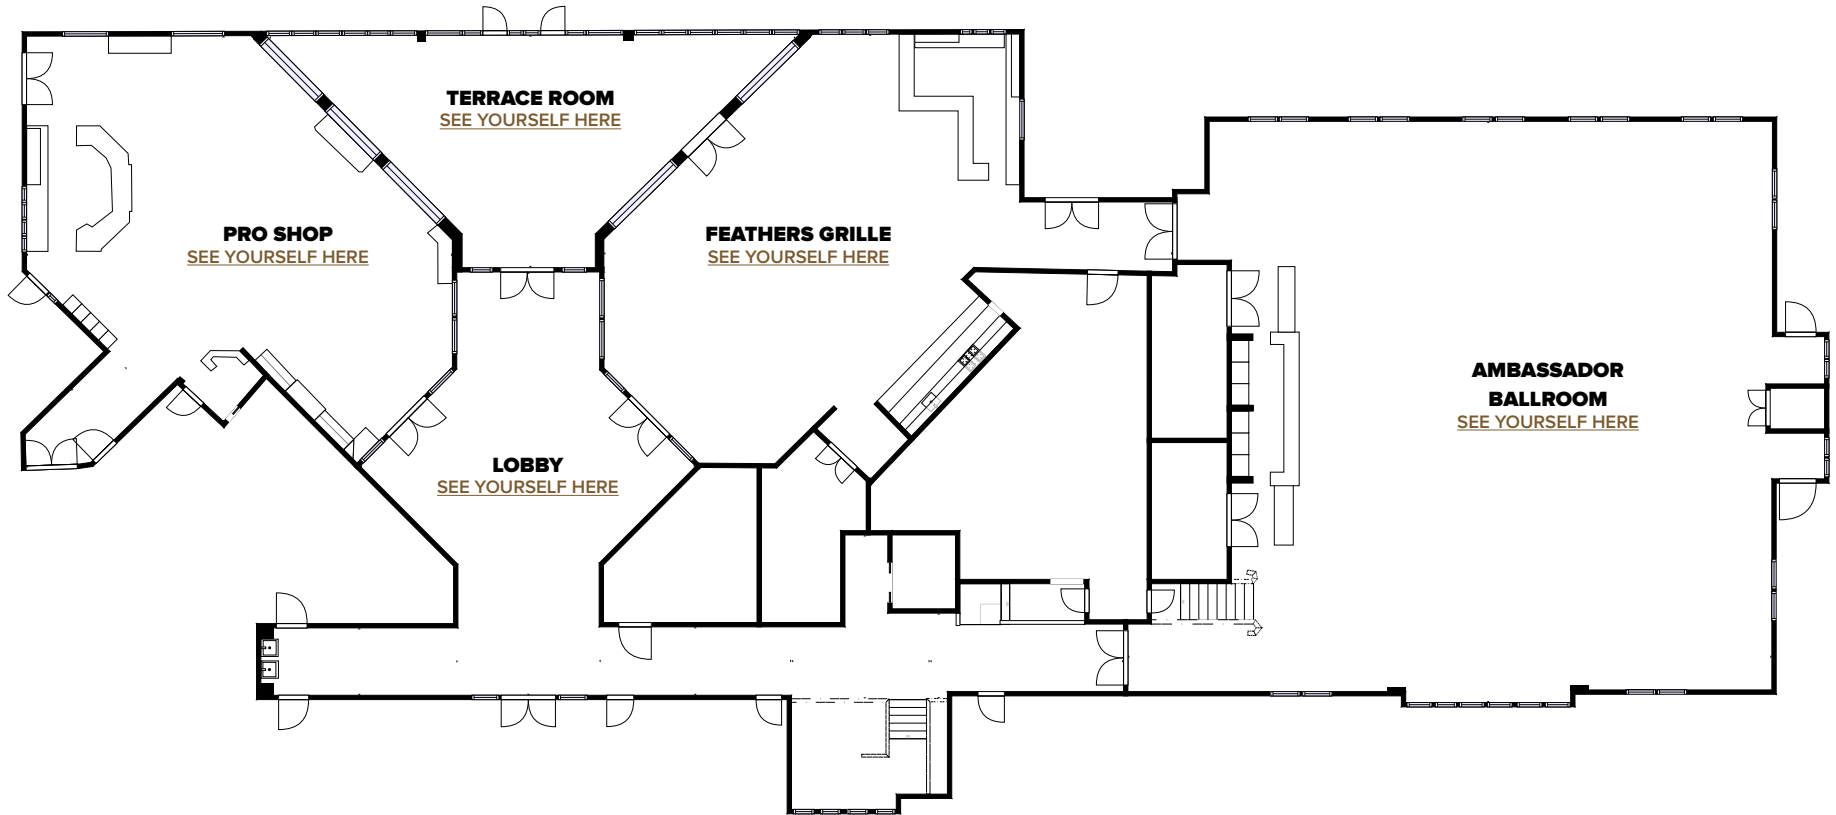 TERRACE ROOM
SEE YOURSELF HERE
PRO SHOP
SEE YOURSELF HERE
FEATHERS GRILLE
SEE YOURSELF HERE
AMBASSADOR
BALLROOM
SEE YOURSELF HERE
LOBBY
SEE YOURSELF HERE